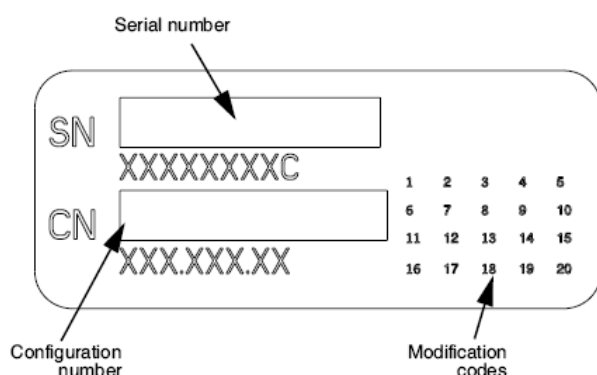 Serial number
SN
XXXXXXXXC
CN
XXX.XXX.XX
1 2 3 4 5
6 7 8 9 10
11 12 13 14 15
16 17 18 19 20
Configuration
number
Modification
codes